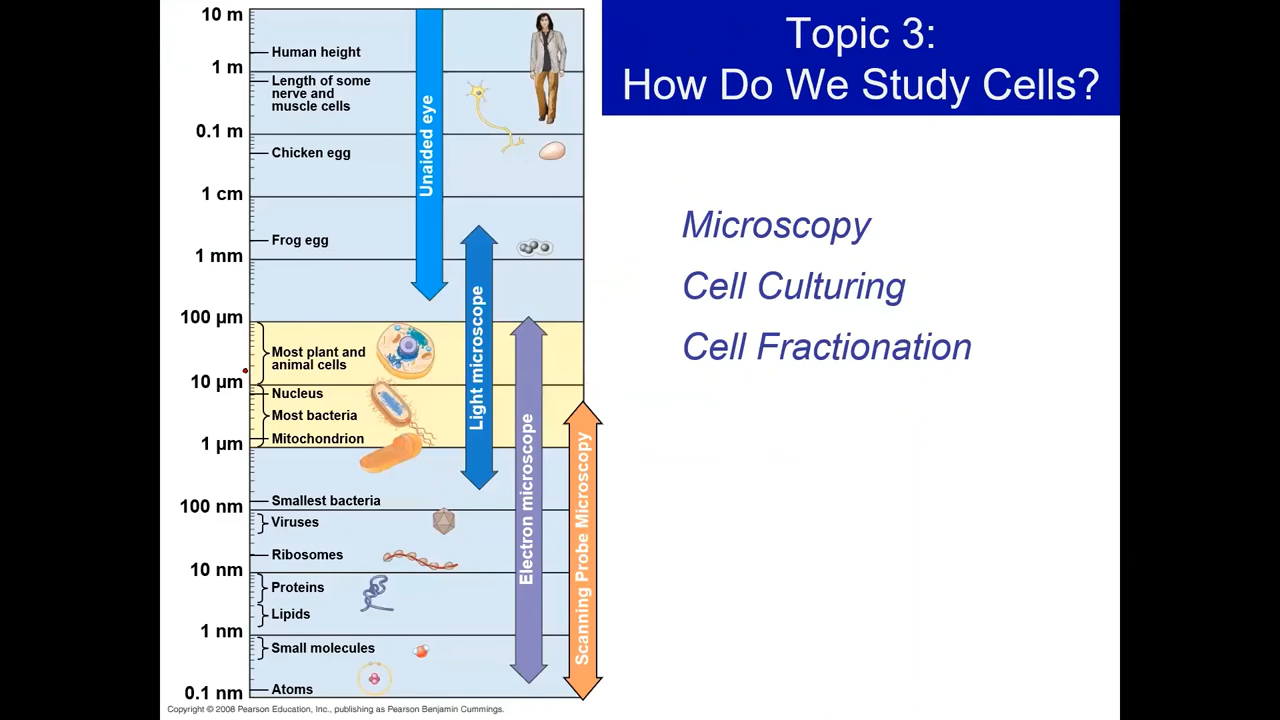 10 m
Human height
1 m
Length of some
nerve and
muscle cells
0.1 m
Chicken egg
1 cm
Frog egg
1 mm
100 µm
Most plant and
animal cells
10 µm
Nucleus
Most bacteria
Mitochondrion
1 µm
Smallest bacteria
100 nm
Viruses
Ribosomes
10 nm
Proteins
Lipids
1 nm
Small molecules
Atoms
0.1 nm
Unaided eye
Light microscope
Electron microscope
Scanning Probe Microscopy
Copyright © 2008 Pearson Education, Inc., publishing as Pearson Benjamin Cummings.
Topic 3:
How Do We Study Cells?
Microscopy
Cell Culturing
Cell Fractionation